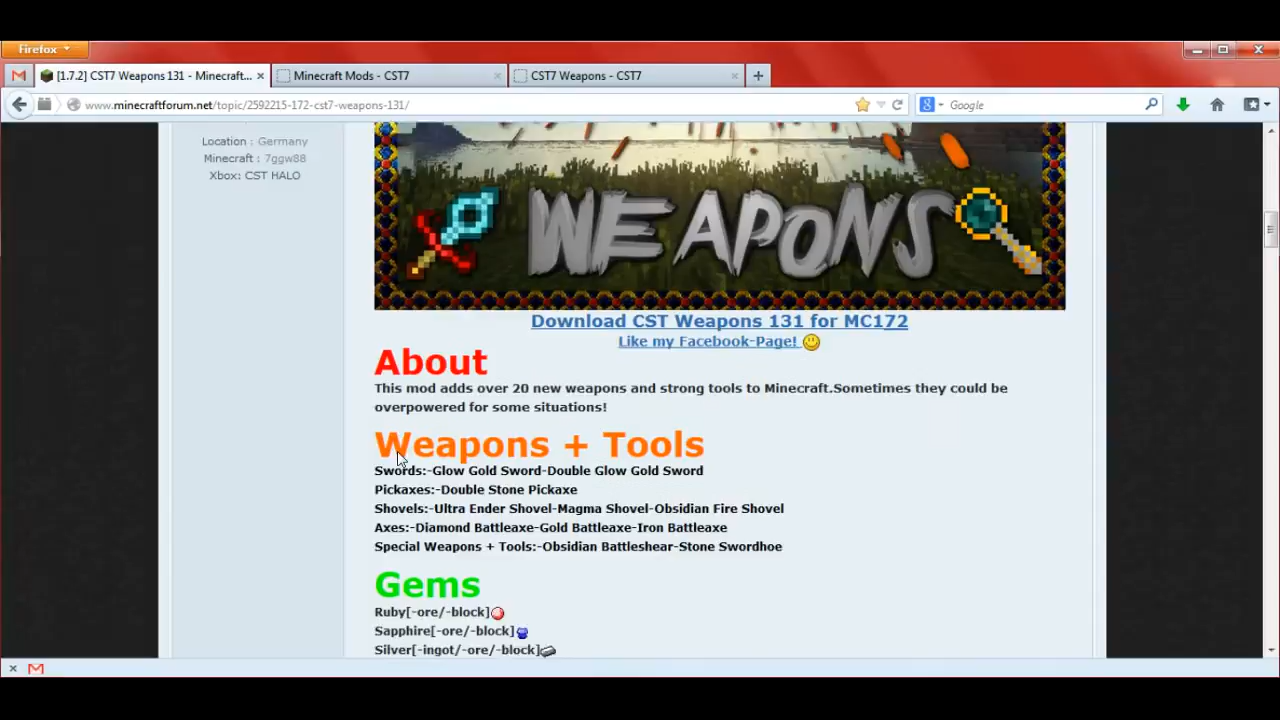 Firefox
[1.7.2] CST7 Weapons 131 - Minecraft...
Minecraft Mods - CST7
CST7 Weapons - CST7
www.minecraftforum.net/topic/2592215-172-cst7-weapons-131/
Google
Location : Germany
Minecraft : 7ggw88
Xbox: CST HALO
WEAPONS
Download CST Weapons 131 for MC172
Like my Facebook-Page!
About
This mod adds over 20 new weapons and strong tools to Minecraft.Sometimes they could be
overpowered for some situations!
Weapons + Tools
Swords:-Glow Gold Sword-Double Glow Gold Sword
Pickaxes:-Double Stone Pickaxe
Shovels:-Ultra Ender Shovel-Magma Shovel-Obsidian Fire Shovel
Axes:-Diamond Battleaxe-Gold Battleaxe-Iron Battleaxe
Special Weapons + Tools:-Obsidian Battleshear-Stone Swordhoe
Gems
Ruby[-ore/-block]
Sapphire[-ore/-block]
Silver[-ingot/-ore/-block]